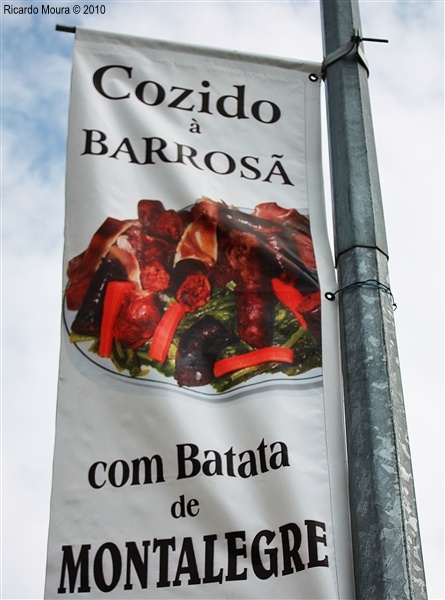 Ricardo Moura © 2010
Cozido
à
BARROSÃ
com Batata
de
MONTALEGRE